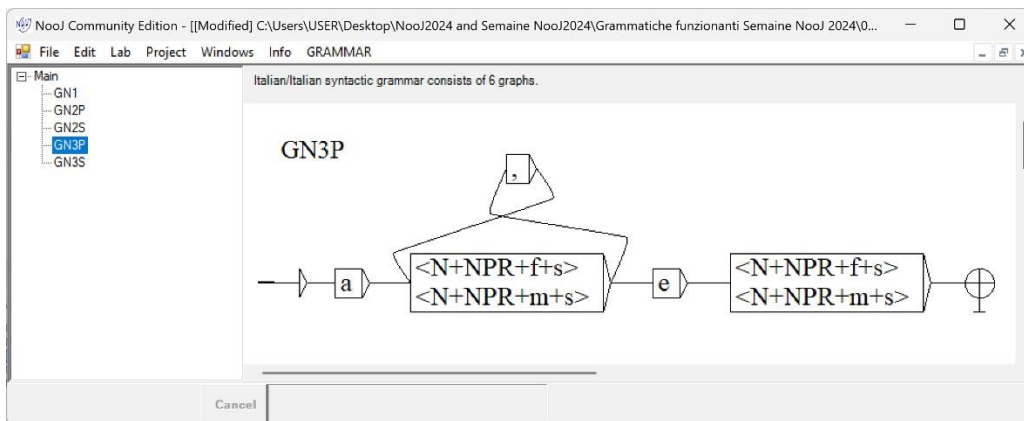 NooJ Community Edition - [[Modified] C:\Users\USER\Desktop\NooJ2024 and Semaine NooJ2024\Grammatiche funzionanti Semaine NooJ 2024\0...
File Edit Lab Project Windows Info GRAMMAR
Main
GN1
GN2P
GN2S
GN3P
GN3S
Italian/Italian syntactic grammar consists of 6 graphs.
GN3P
,
a
<N+NPR+f+s>
<N+NPR+m+s>
e
<N+NPR+f+s>
<N+NPR+m+s>
Cancel